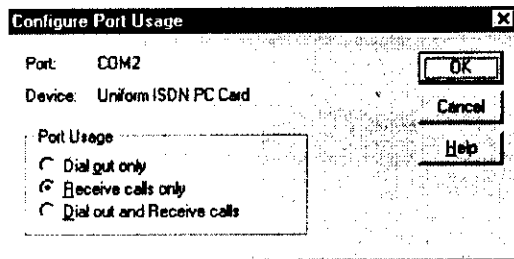 Configure Port Usage
Port: COM2
Device: Uniform ISDN PC Card
Port Usage
Dial out only
Receive calls only
Dial out and Receive calls
OK
Cancel
Help